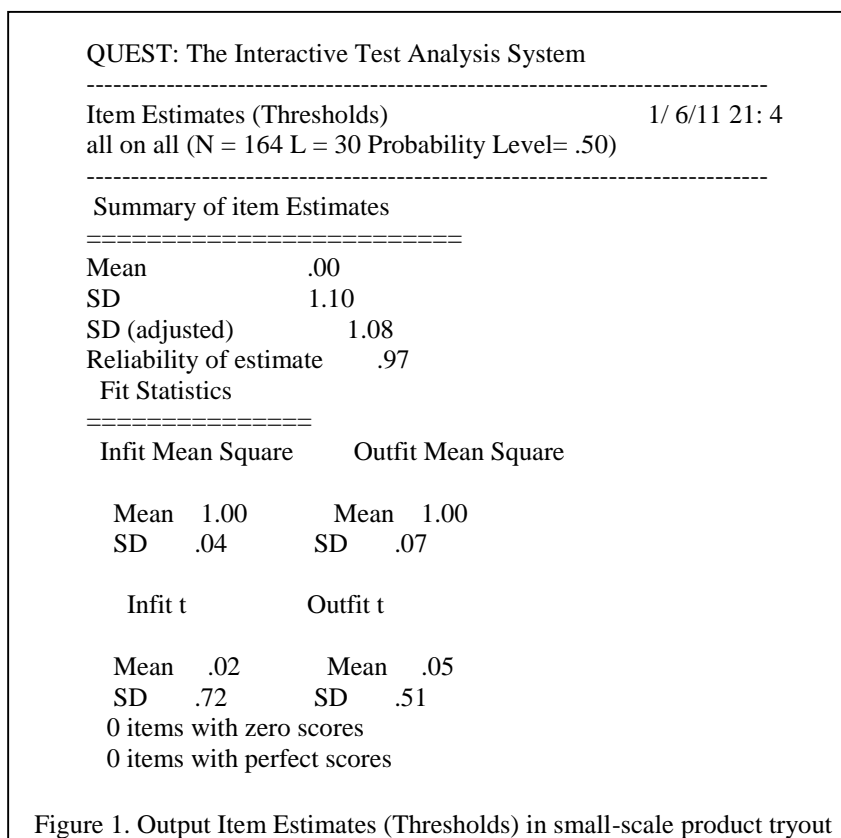 QUEST: The Interactive Test Analysis System
--------------------------------------------------------------------------------
Item Estimates (Thresholds) 1/ 6/11 21: 4
all on all (N = 164 L = 30 Probability Level= .50)
--------------------------------------------------------------------------------
Summary of item Estimates
=========================
Mean .00
SD 1.10
SD (adjusted) 1.08
Reliability of estimate .97
Fit Statistics
===============
Infit Mean Square Outfit Mean Square
Mean 1.00 Mean 1.00
SD .04 SD .07
Infit t Outfit t
Mean .02 Mean .05
SD .72 SD .51
0 items with zero scores
0 items with perfect scores
Figure 1. Output Item Estimates (Thresholds) in small-scale product tryout